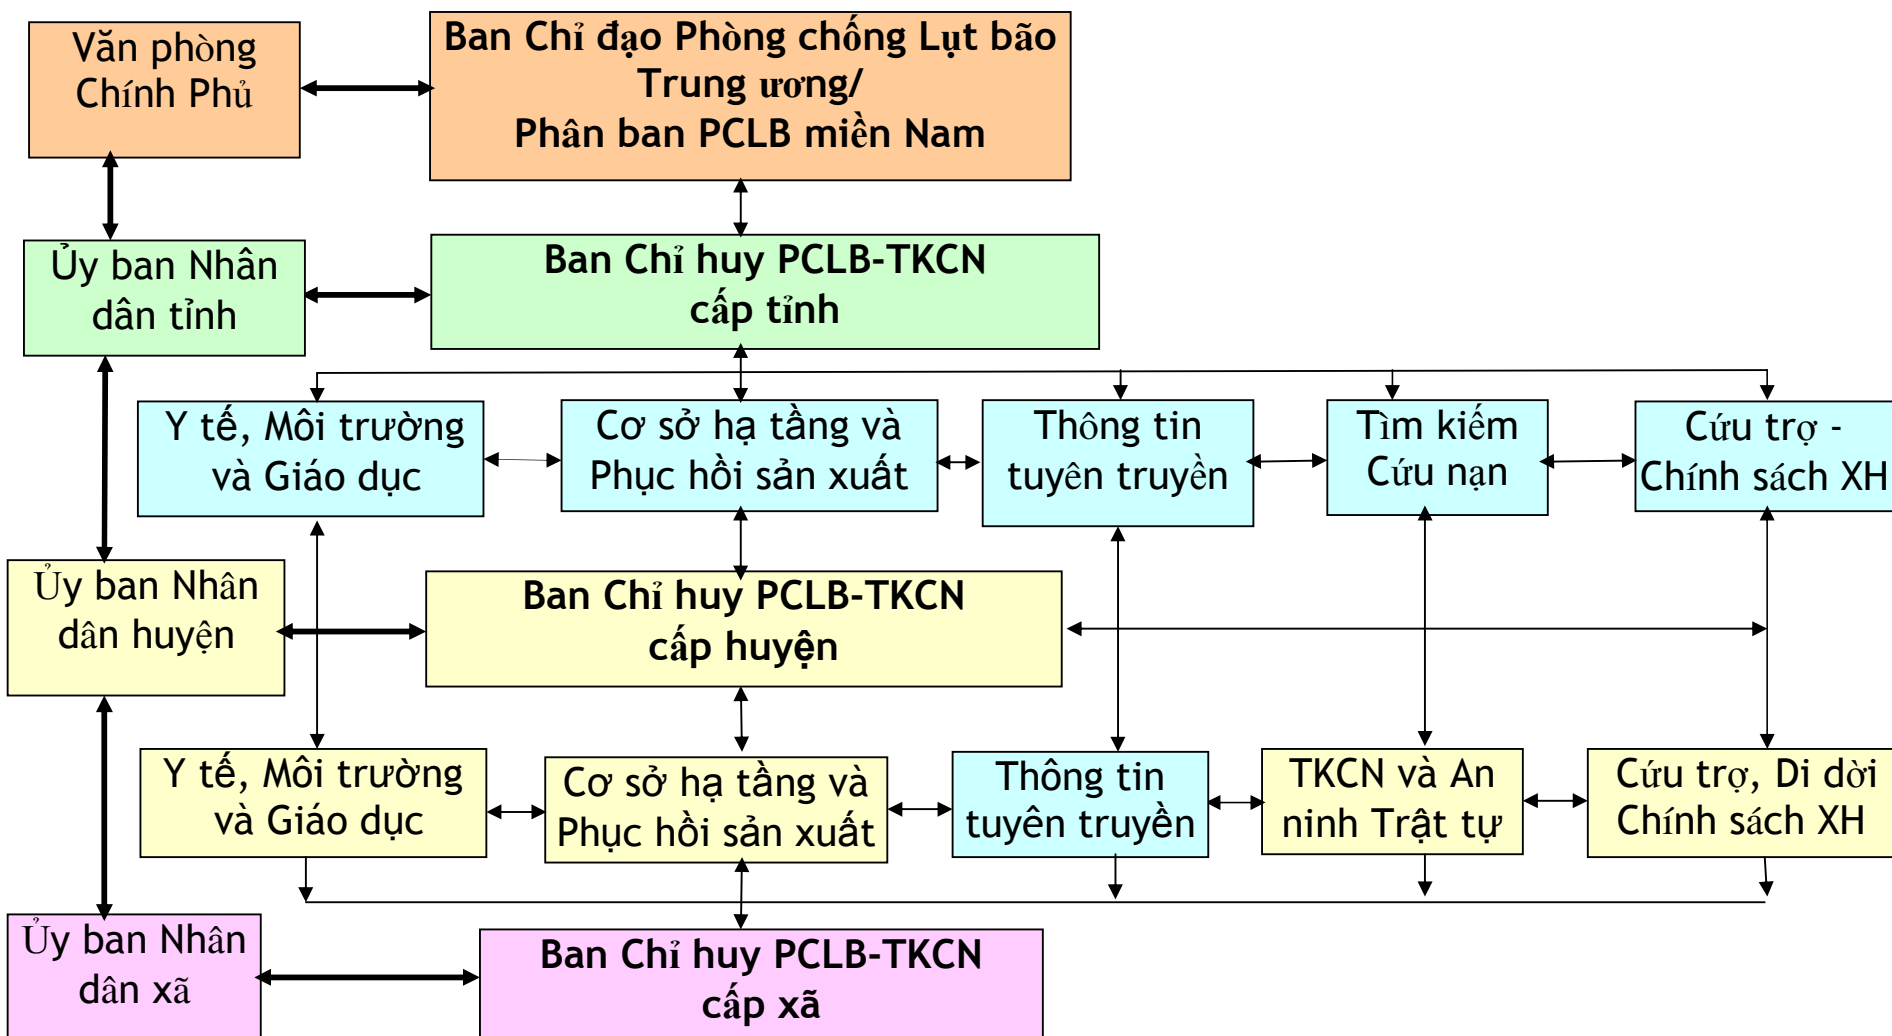 Văn phòng
Chính Phủ
Ban Chỉ đạo Phòng chống Lụt bão
Trung ương/
Phân ban PCLB miền Nam
Ủy ban Nhân
dân tỉnh
Ban Chỉ huy PCLB-TKCN
cấp tỉnh
Y tế, Môi trường
và Giáo dục
Cơ sở hạ tầng và
Phục hồi sản xuất
Thông tin
tuyên truyền
Tìm kiếm
Cứu nạn
Cứu trợ -
Chính sách XH
Ủy ban Nhân
dân huyện
Ban Chỉ huy PCLB-TKCN
cấp huyện
Y tế, Môi trường
và Giáo dục
Cơ sở hạ tầng và
Phục hồi sản xuất
Thông tin
tuyên truyền
TKCN và An
ninh Trật tự
Cứu trợ, Di dời
Chính sách XH
Ủy ban Nhân
dân xã
Ban Chỉ huy PCLB-TKCN
cấp xã